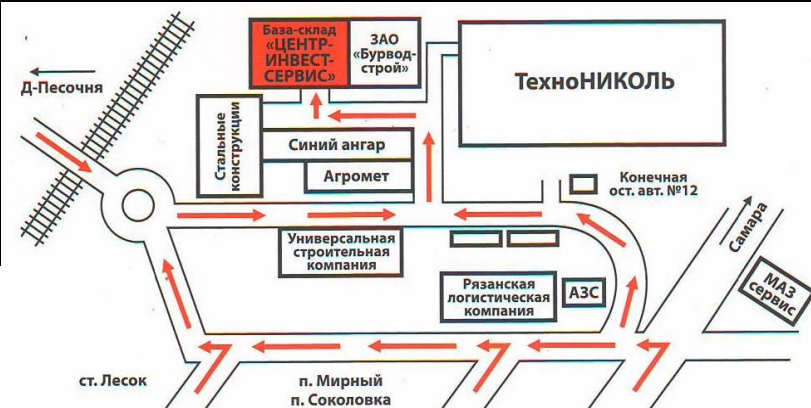 База-склад
«ЦЕНТР-
ИНВЕСТ-
СЕРВИС»
ЗАО
«Бурвод-
строй»
ТехноНИКОЛЬ
Д-Песочня
Стальные
конструкции
Синий ангар
Агромет
Конечная
ост. авт. №12
Универсальная
строительная
компания
Самара
Рязанская
логистическая
компания
АЗС
МАЗ
сервис
ст. Лесок
п. Мирный
п. Соколовка